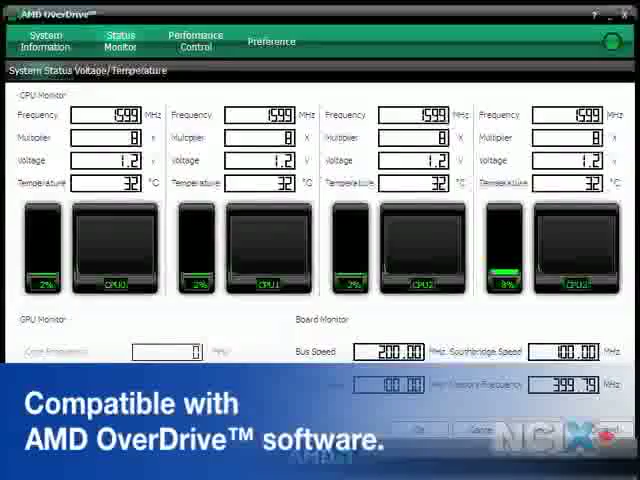 AMD OverDrive™
System Information
Status Monitor
Performance Control
Preference
System Status Voltage/Temperature
CPU Monitor
Frequency 1599 MHz Frequency 1599 MHz Frequency 1599 MHz Frequency 1599 MHz
Multiplier 8 x Multiplier 8 x Multiplier 8 x Multiplier 8 x
Voltage 1.2 v Voltage 1.2 v Voltage 1.2 v Voltage 1.2 v
Temperature 32 °C Temperature 32 °C Temperature 32 °C Temperature 32 °C
2% CPU0 2% CPU1 2% CPU2 8% CPU3
GPU Monitor Board Monitor
Core Frequency 0 MHz Bus Speed 200.00 MHz Southbridge Speed 100.00 MHz
100.00 MHz Memory Frequency 399.79 MHz
Compatible with
AMD OverDrive™ software.
NCIX